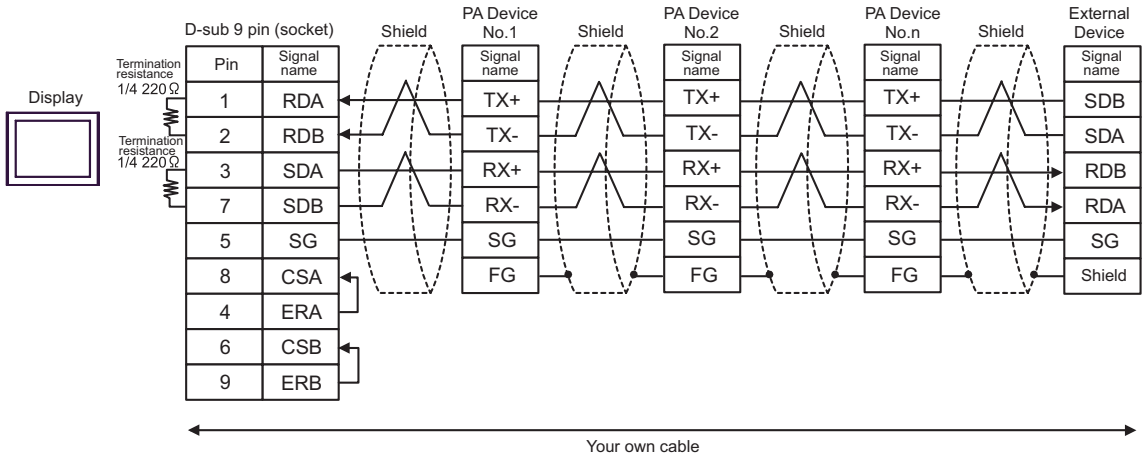 PA Device No.1
PA Device No.2
PA Device No.n
External Device
D-sub 9 pin (socket)
Shield
Shield
Shield
Shield
Display
Termination resistance 1/4 220Ω
Termination resistance 1/4 220Ω
Pin Signal name Signal name Signal name Signal name Signal name
1 RDA TX+ TX+ TX+ SDB
2 RDB TX- TX- TX- SDA
3 SDA RX+ RX+ RX+ RDB
7 SDB RX- RX- RX- RDA
5 SG SG SG SG SG
8 CSA FG FG FG Shield
4 ERA
6 CSB
9 ERB
Your own cable